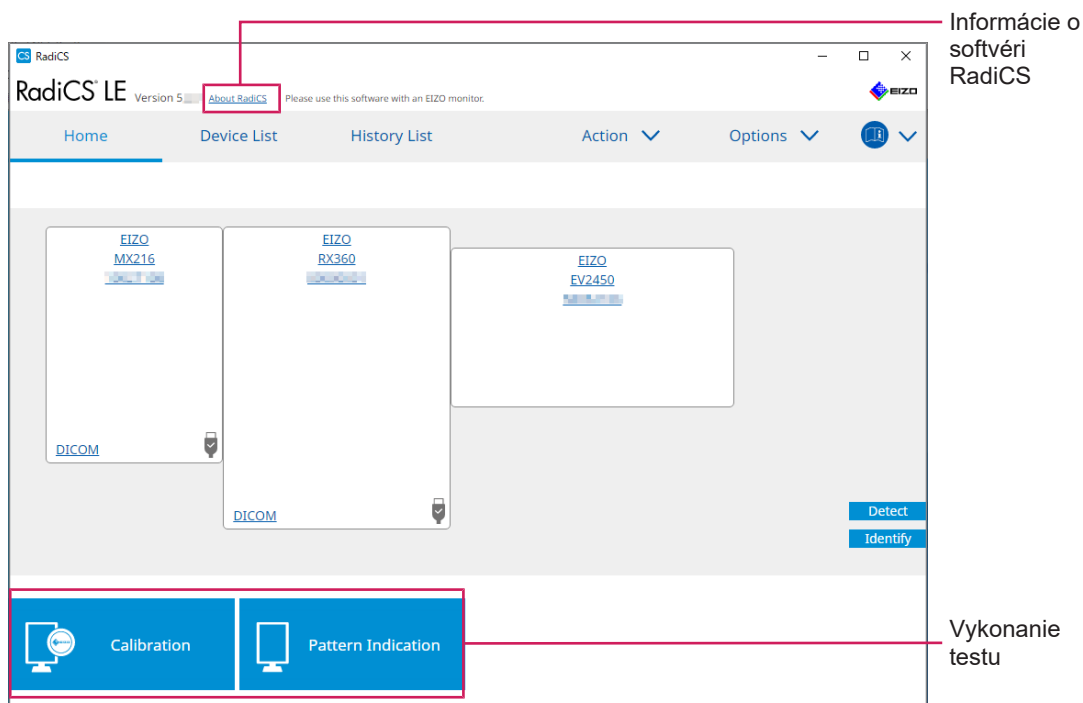 Informácie o
softvéri
RadiCS
CS RadiCS
RadiCS® LE Version 5 About RadiCS Please use this software with an EIZO monitor. EIZO
Home Device List History List Action Options
EIZO
MX216
EIZO
RX360
EIZO
EV2450
DICOM
DICOM
Detect
Identify
Calibration
Pattern Indication
Vykonanie
testu